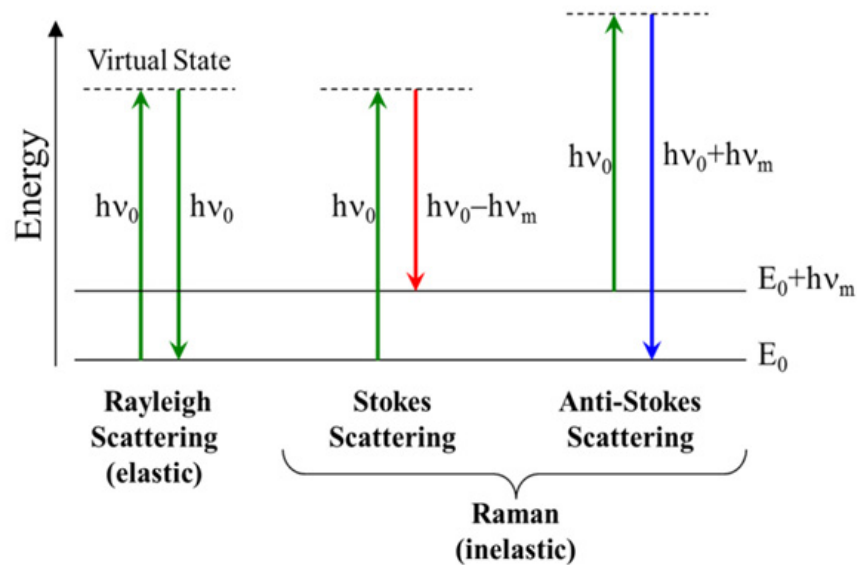 Energy
Virtual State
hν₀
hν₀
hν₀
hν₀–hνₘ
hν₀
hν₀+hνₘ
E₀+hνₘ
E₀
Rayleigh
Scattering
(elastic)
Stokes
Scattering
Anti-Stokes
Scattering
Raman
(inelastic)